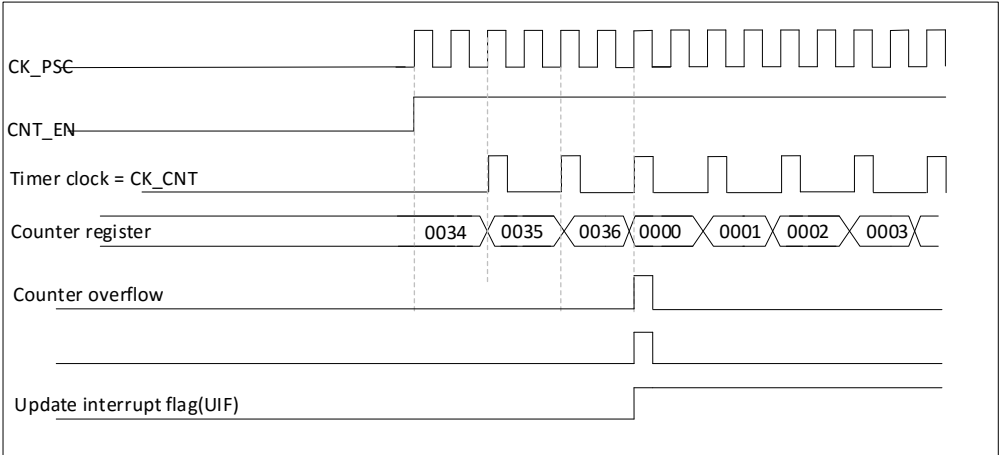 CK_PSC
CNT_EN
Timer clock = CK_CNT
Counter register 0034 0035 0036 0000 0001 0002 0003
Counter overflow
Update interrupt flag(UIF)